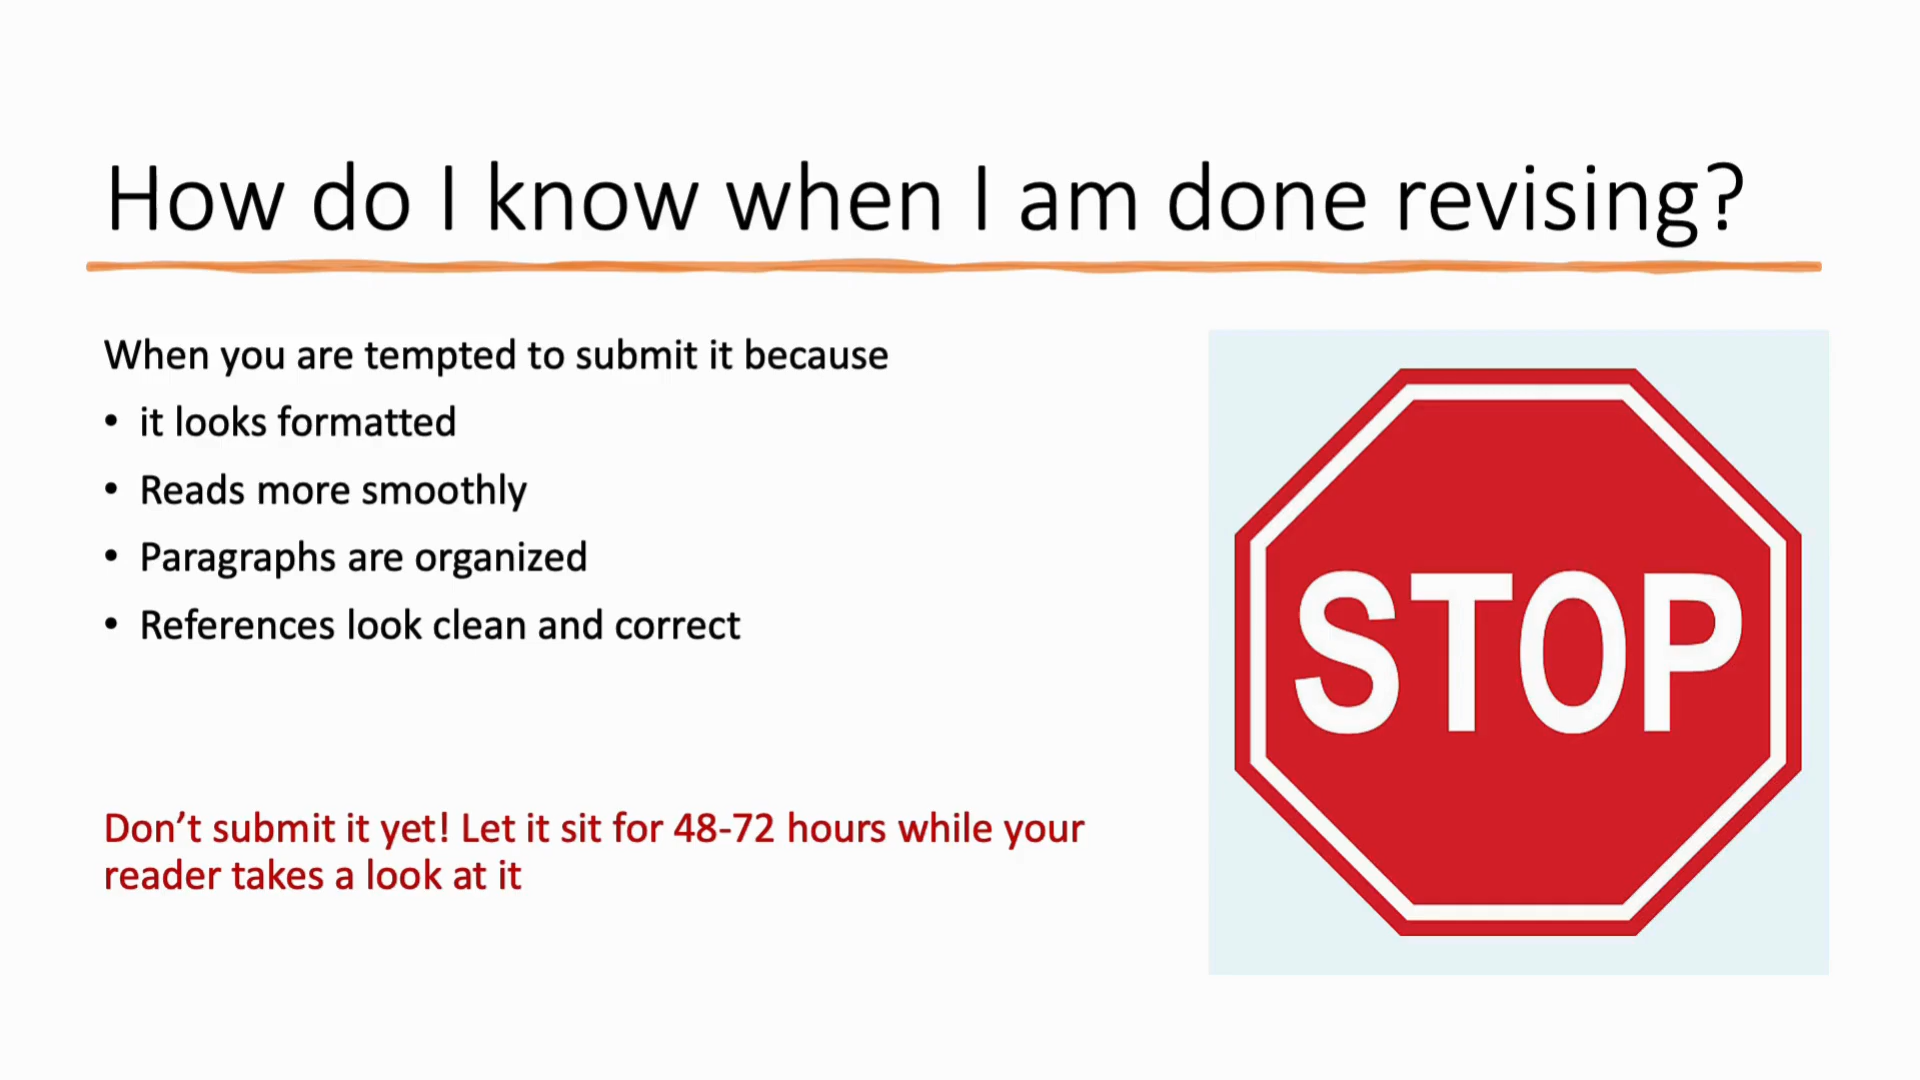 How do I know when I am done revising?
When you are tempted to submit it because
• it looks formatted
• Reads more smoothly
• Paragraphs are organized
• References look clean and correct
Don’t submit it yet! Let it sit for 48-72 hours while your
reader takes a look at it
STOP